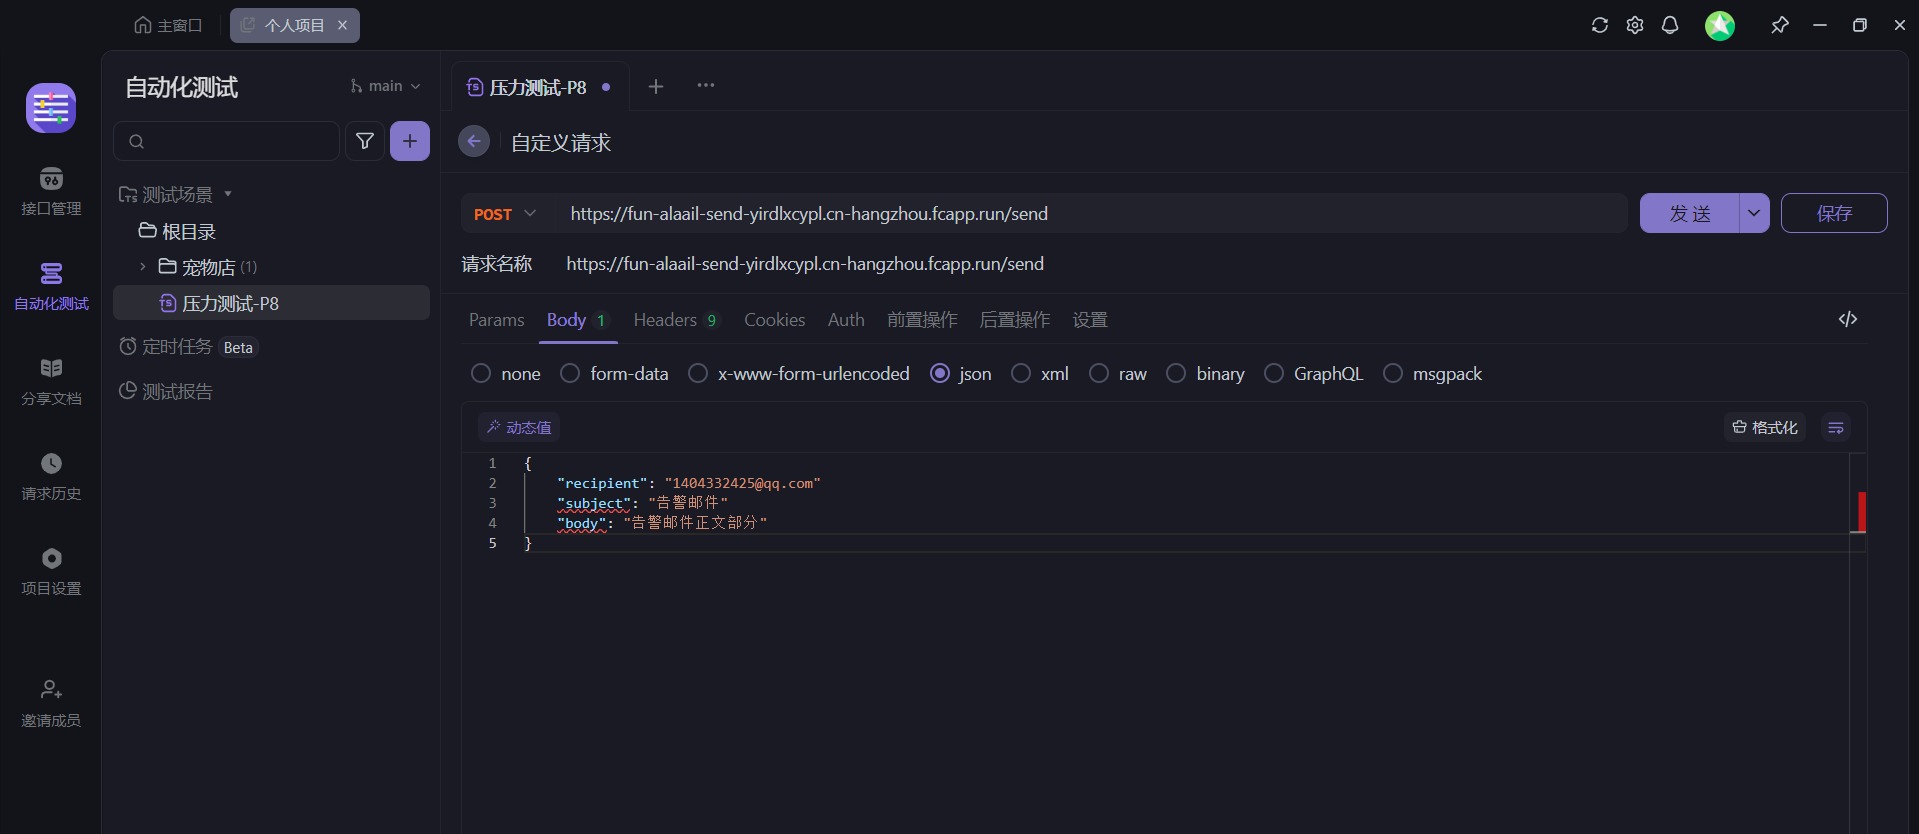 主窗口
个人项目
自动化测试
main
压力测试-P8
自定义请求
接口管理
自动化测试
分享文档
请求历史
项目设置
邀请成员
测试场景
根目录
宠物店 (1)
压力测试-P8
定时任务 Beta
测试报告
POST https://fun-alaail-send-yirdlxcypl.cn-hangzhou.fcapp.run/send
发 送
保存
请求名称 https://fun-alaail-send-yirdlxcypl.cn-hangzhou.fcapp.run/send
Params Body 1 Headers 9 Cookies Auth 前置操作 后置操作 设置
none form-data x-www-form-urlencoded json xml raw binary GraphQL msgpack
动态值
格式化
1 {
2 "recipient": "1404332425@qq.com"
3 "subject": "告警邮件"
4 "body": "告警邮件正文部分"
5 }